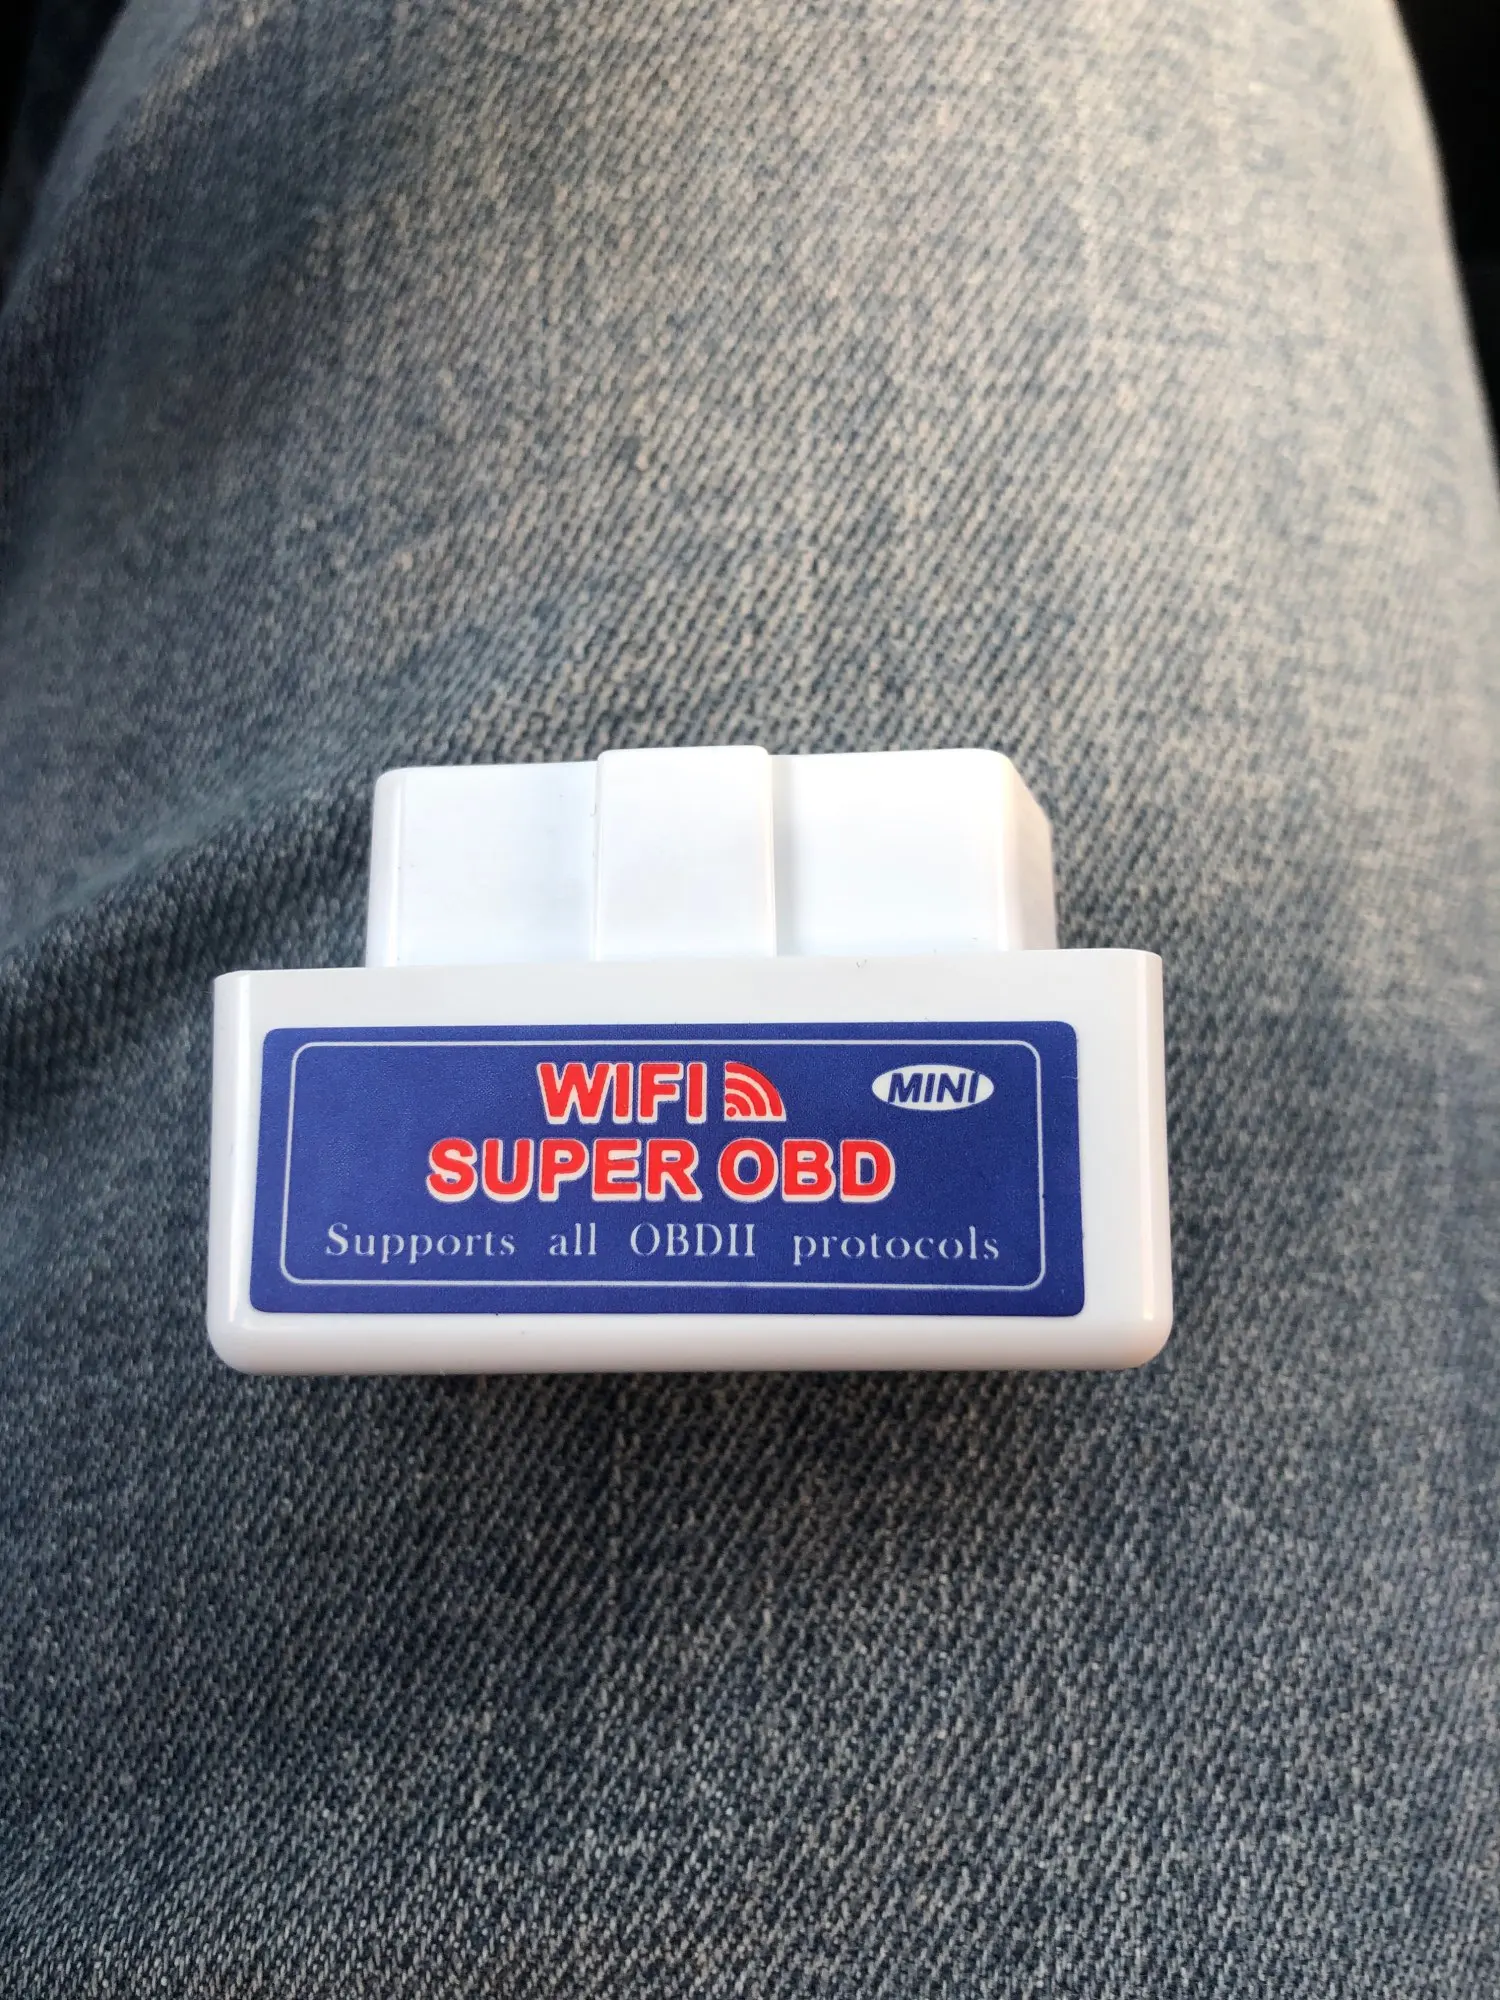 WIFI
MINI
SUPER OBD
Supports all OBDII protocols